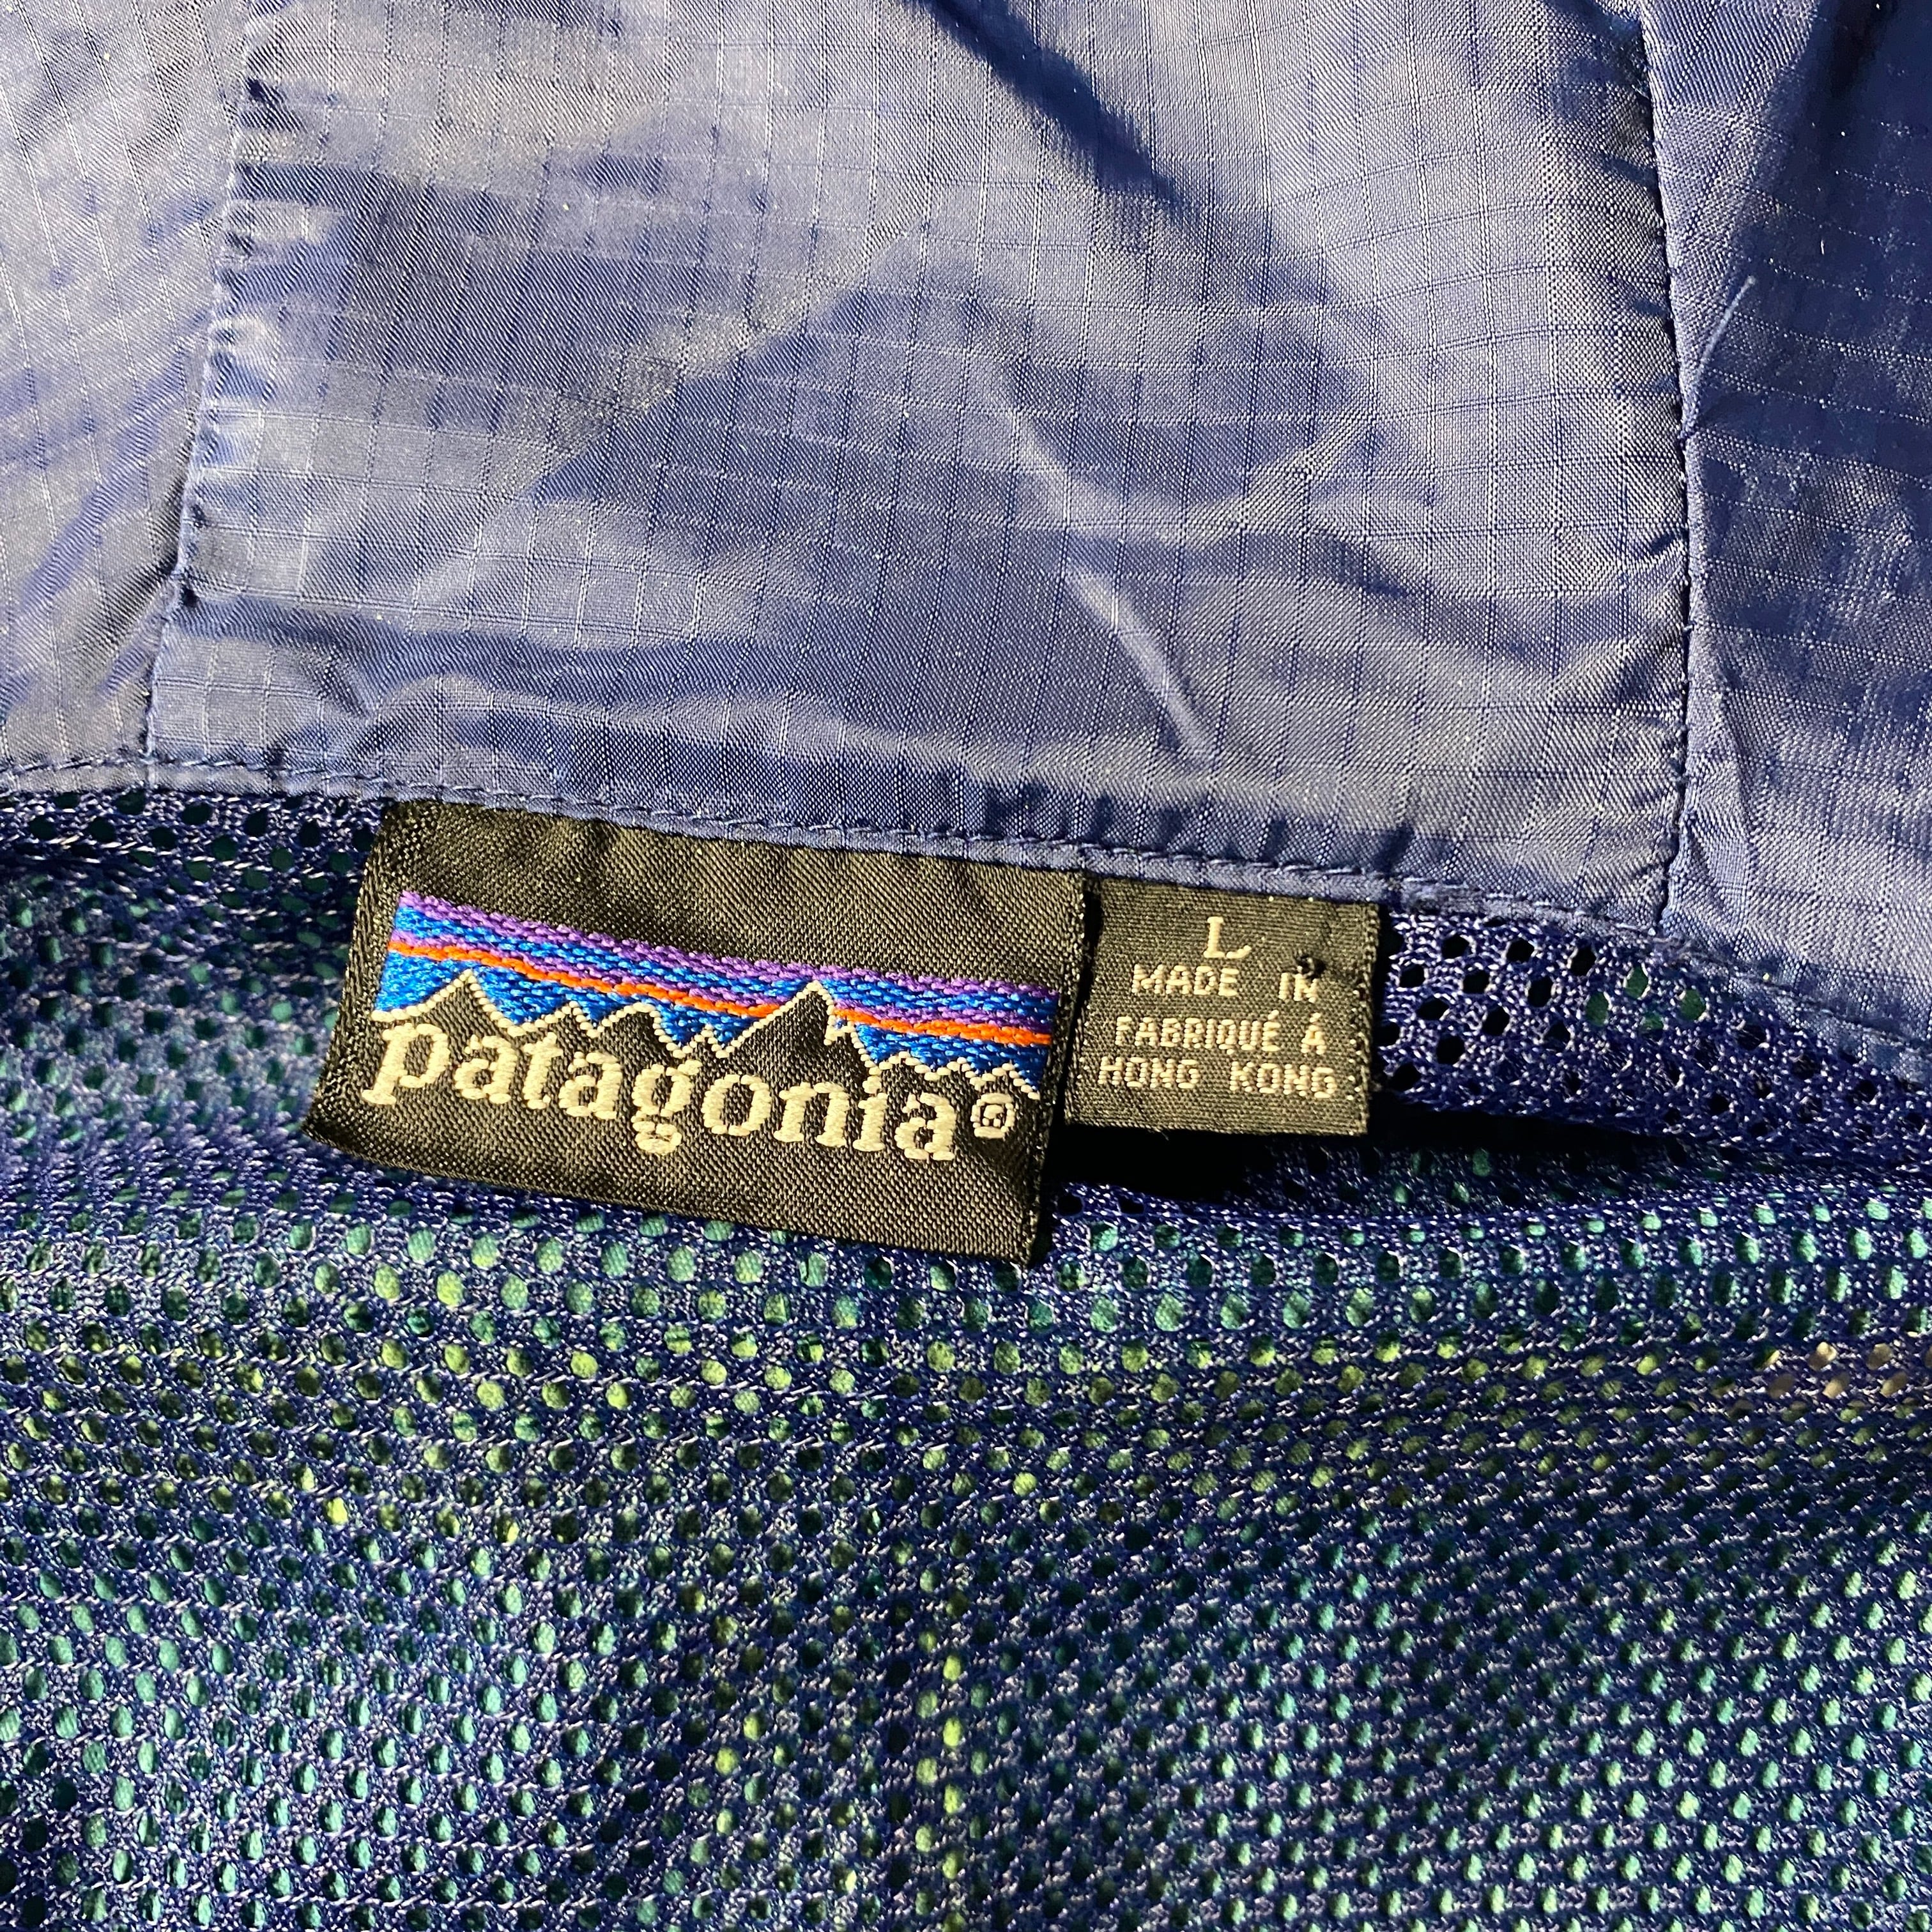 patagonia®
L
MADE IN
FABRIQUÉ À
HONG KONG